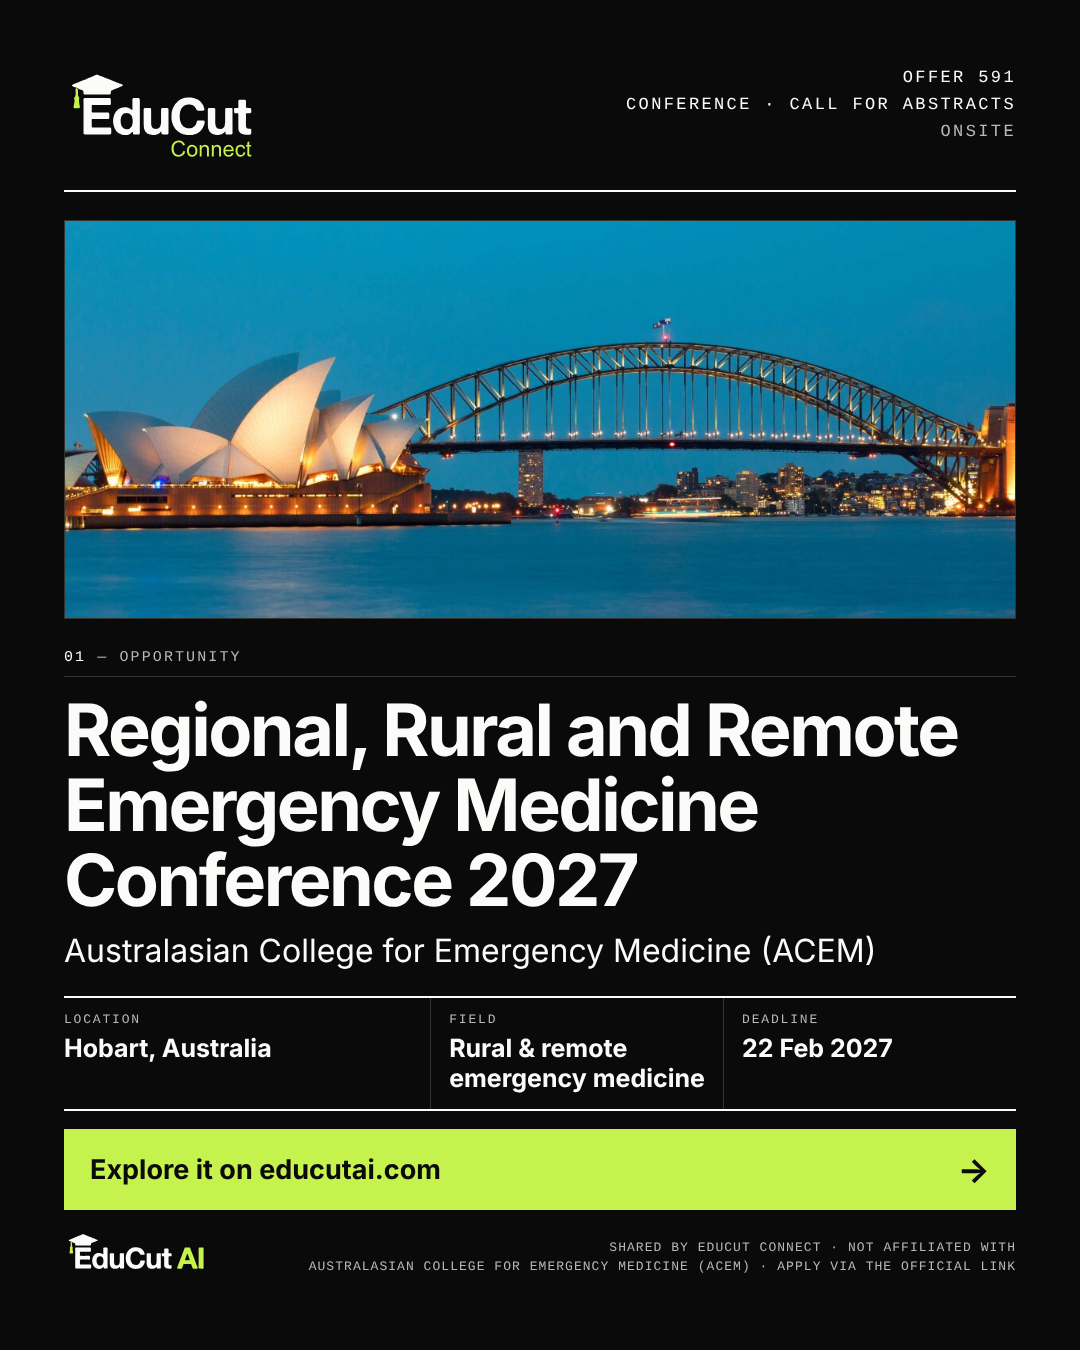 EduCut
Connect
OFFER 591
CONFERENCE · CALL FOR ABSTRACTS
ONSITE
01 — OPPORTUNITY
Regional, Rural and Remote
Emergency Medicine
Conference 2027
Australasian College for Emergency Medicine (ACEM)
LOCATION
Hobart, Australia
FIELD
Rural & remote
emergency medicine
DEADLINE
22 Feb 2027
Explore it on educutai.com →
EduCut AI
SHARED BY EDUCUT CONNECT · NOT AFFILIATED WITH
AUSTRALASIAN COLLEGE FOR EMERGENCY MEDICINE (ACEM) · APPLY VIA THE OFFICIAL LINK